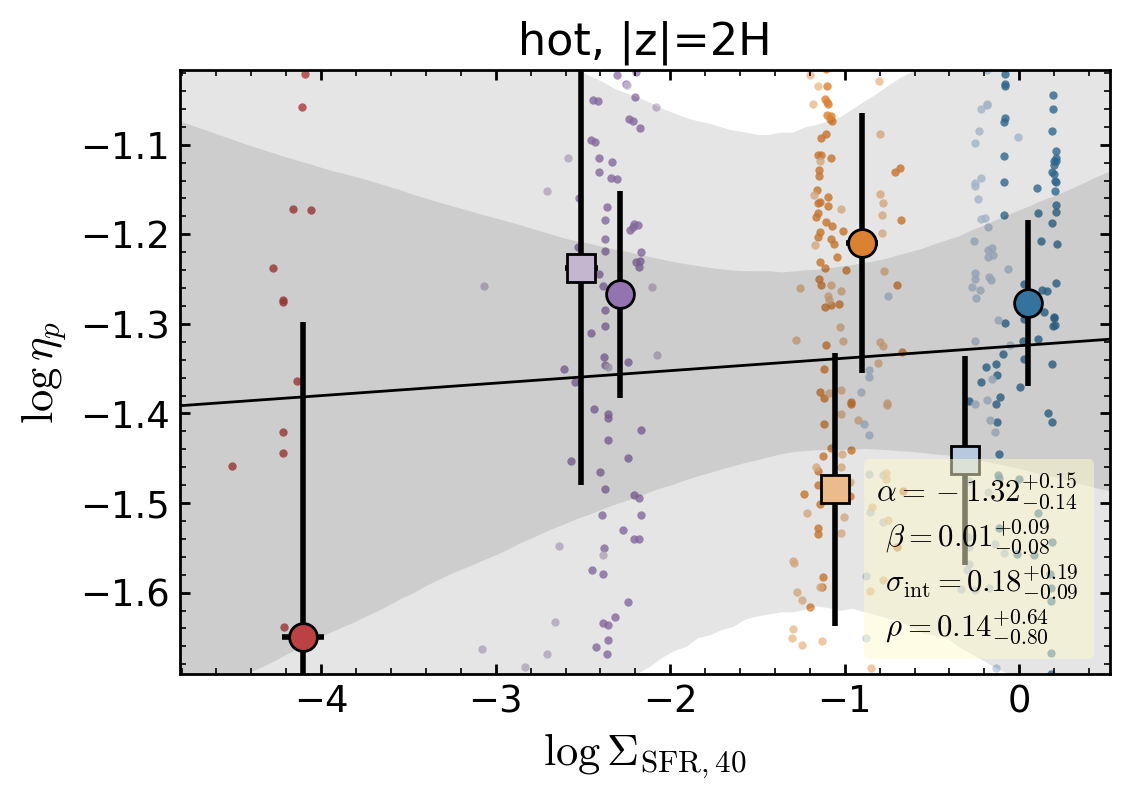 hot, |z|=2H
−1.1
−1.2
−1.3
−1.4
−1.5
−1.6
log η_p
α = −1.32^{+0.15}_{−0.14}
β = 0.01^{+0.09}_{−0.08}
σ_int = 0.18^{+0.19}_{−0.09}
ρ = 0.14^{+0.64}_{−0.80}
−4 −3 −2 −1 0
log Σ_{SFR, 40}